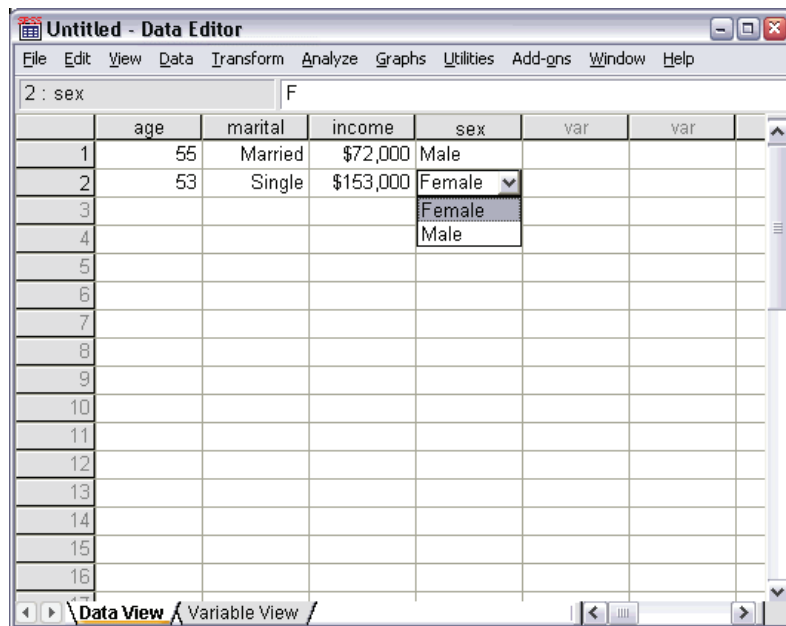 SPSS Untitled - Data Editor
File Edit View Data Transform Analyze Graphs Utilities Add-ons Window Help
2 : sex F
age marital income sex var var
1 55 Married $72,000 Male
2 53 Single $153,000 Female
3 Female
4 Male
5
6
7
8
9
10
11
12
13
14
15
16
17
Data View Variable View